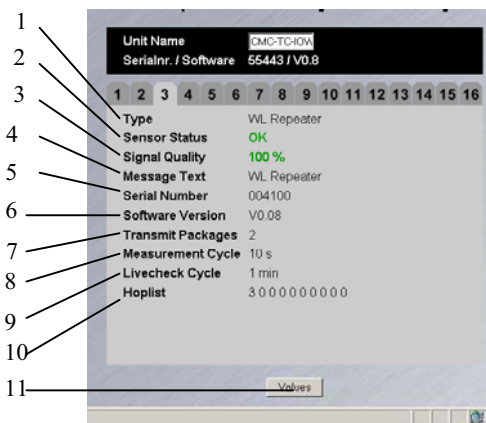 Unit Name CMC-TC-IOW
Serialnr. / Software 55443 / V0.8
1 2 3 4 5 6 7 8 9 10 11 12 13 14 15 16
1 Type WL Repeater
2 Sensor Status OK
3 Signal Quality 100 %
4 Message Text WL Repeater
5 Serial Number 004100
6 Software Version V0.08
7 Transmit Packages 2
8 Measurement Cycle 10 s
9 Livecheck Cycle 1 min
10 Hoplist 3 0 0 0 0 0 0 0 0 0
11 Values